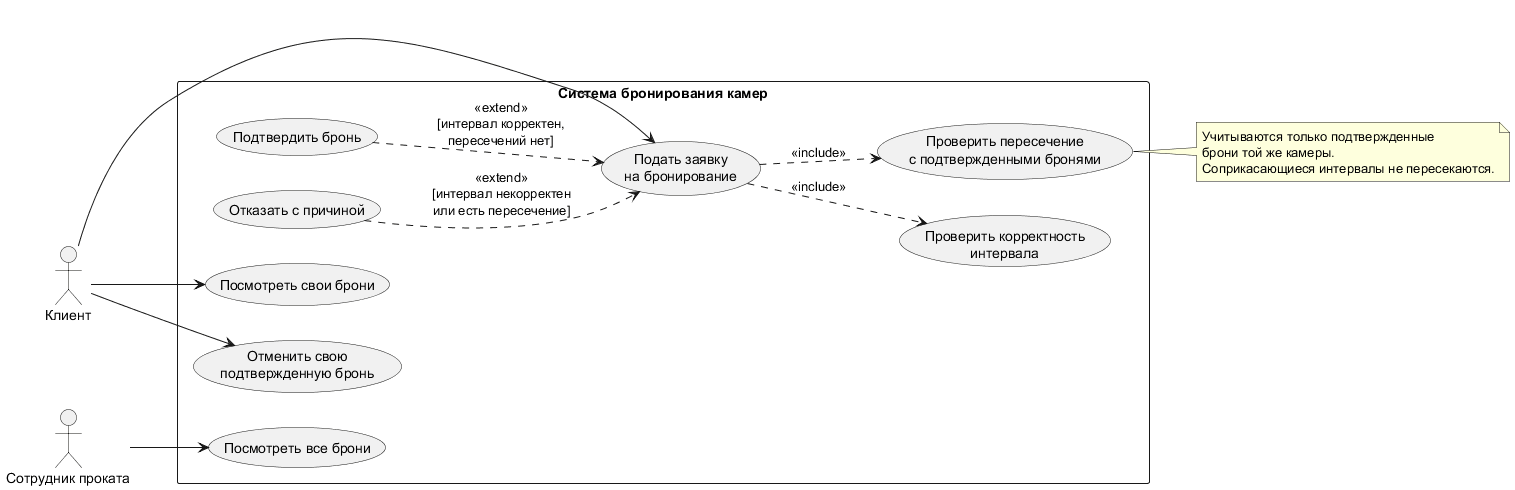 Система бронирования камер
«extend»
[интервал корректен,
пересечений нет]
Подтвердить бронь
Подать заявку
на бронирование
«include»
Проверить пересечение
с подтвержденными бронями
Учитываются только подтвержденные
брони той же камеры.
Соприкасающиеся интервалы не пересекаются.
«extend»
[интервал некорректен
или есть пересечение]
Отказать с причиной
«include»
Проверить корректность
интервала
Посмотреть свои брони
Клиент
Отменить свою
подтвержденную бронь
Посмотреть все брони
Сотрудник проката